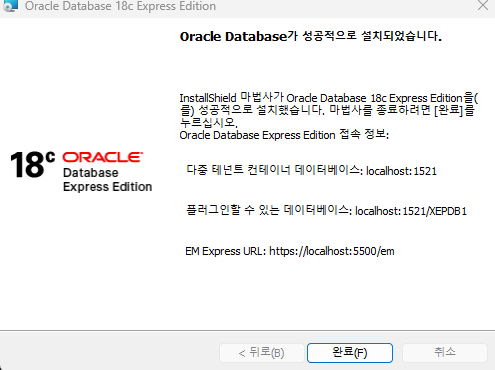 Oracle Database 18c Express Edition
Oracle Database가 성공적으로 설치되었습니다.
InstallShield 마법사가 Oracle Database 18c Express Edition을(
를) 성공적으로 설치했습니다. 마법사를 종료하려면 [완료]를
누르십시오.
Oracle Database Express Edition 접속 정보:
다중 테넌트 컨테이너 데이터베이스: localhost:1521
플러그인할 수 있는 데이터베이스: localhost:1521/XEPDB1
EM Express URL: https://localhost:5500/em
18c ORACLE
Database
Express Edition
< 뒤로(B)
완료(F)
취소